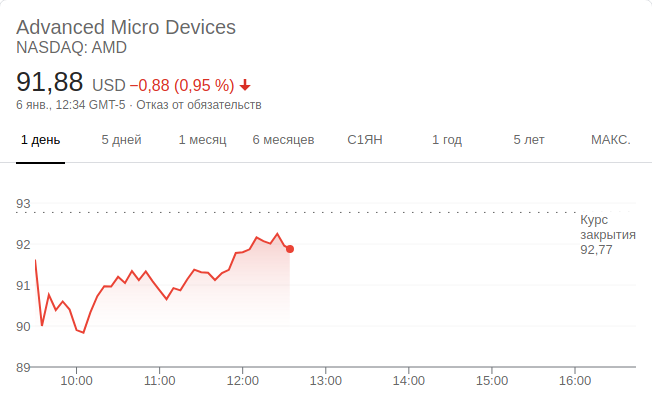 Advanced Micro Devices
NASDAQ: AMD
91,88 USD −0,88 (0,95 %)
6 янв., 12:34 GMT-5 · Отказ от обязательств
1 день 5 дней 1 месяц 6 месяцев С1ЯН 1 год 5 лет МАКС.
93
Курс
закрытия
92,77
92
91
90
89
10:00 11:00 12:00 13:00 14:00 15:00 16:00